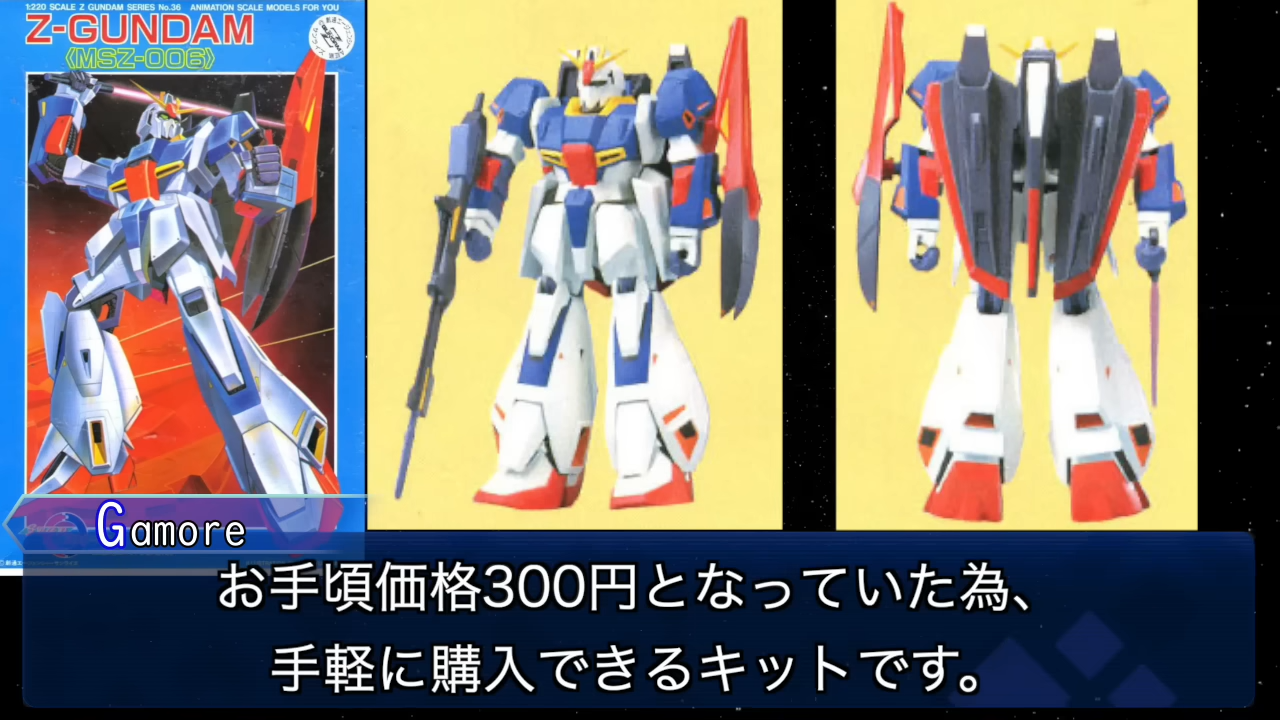 1:220 SCALE Z GUNDAM SERIES No.36 ANIMATION SCALE MODELS FOR YOU
Z-GUNDAM
《MSZ-006》
Gamore
お手頃価格300円となっていた為、
手軽に購入できるキットです。